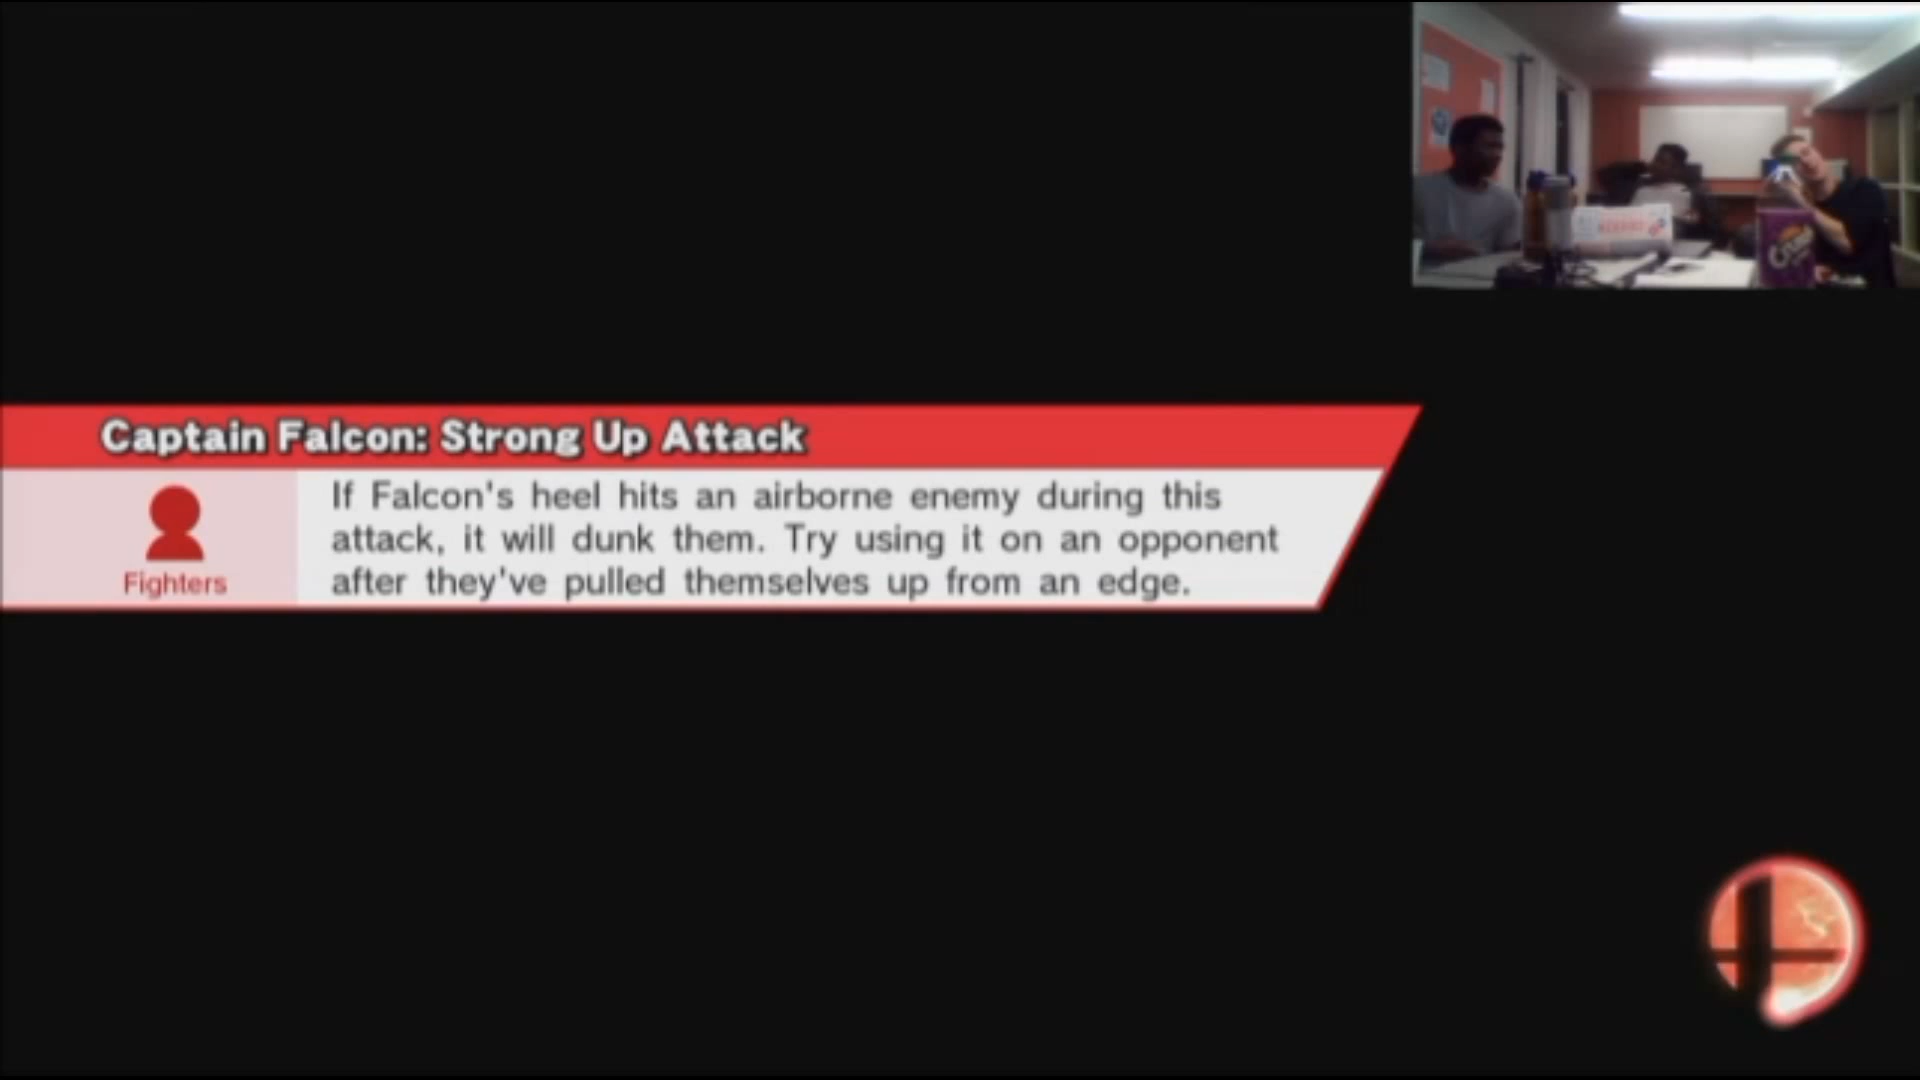 Captain Falcon: Strong Up Attack
If Falcon's heel hits an airborne enemy during this
attack, it will dunk them. Try using it on an opponent
after they've pulled themselves up from an edge.
Fighters
Crush